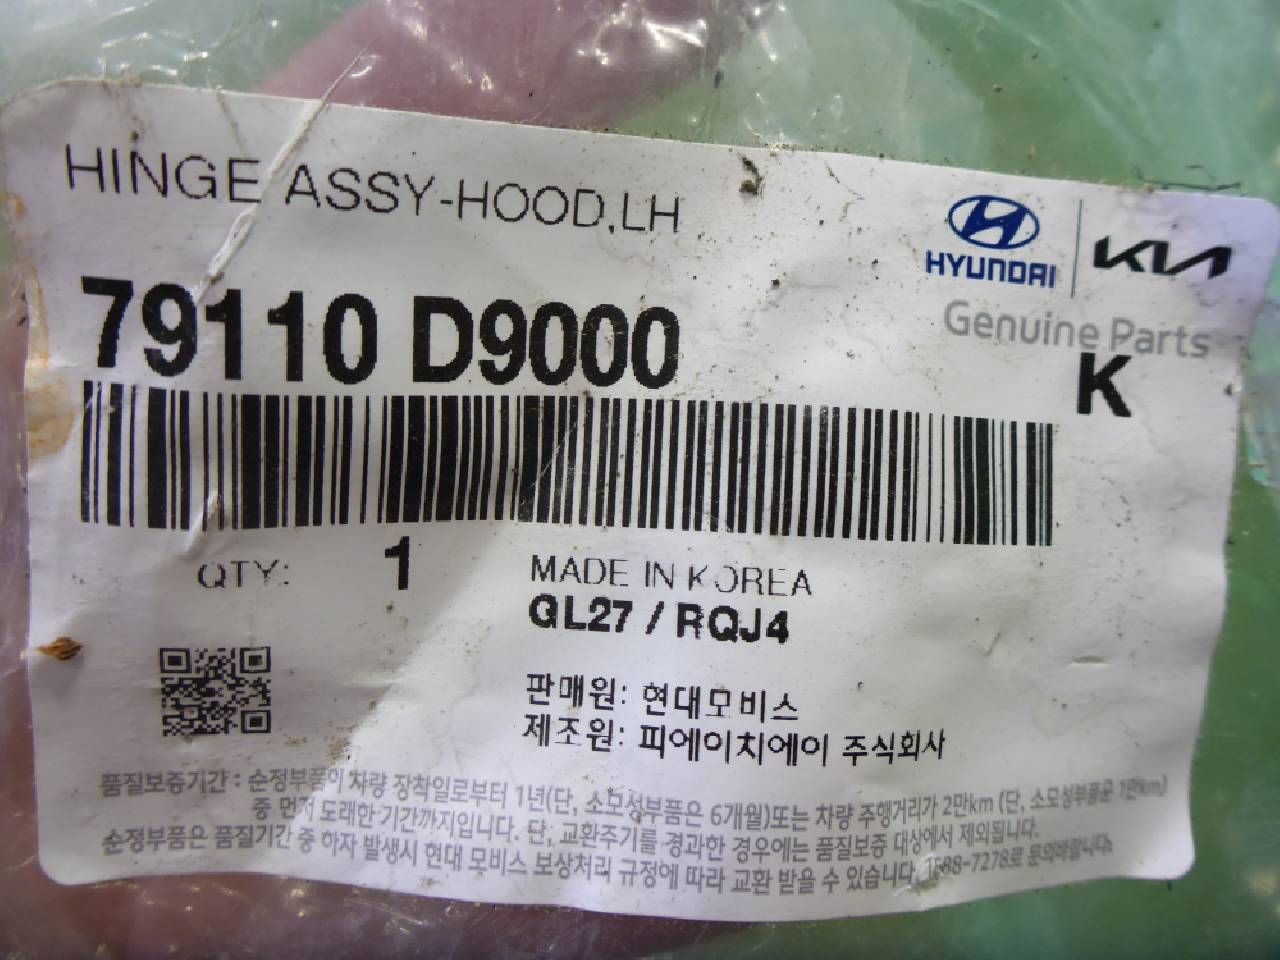 HINGE ASSY-HOOD,LH
HYUNDAI
KIA
Genuine Parts
79110 D9000
K
QTY: 1
MADE IN KOREA
GL27 / RQJ4
판매원: 현대모비스
제조원: 피에이치에이 주식회사
품질보증기간 : 순정부품이 차량 장착일로부터 1년(단, 소모성부품은 6개월)또는 차량 주행거리가 2만km (단, 소모성부품은 1만km)
중 먼저 도래한 기간까지입니다. 단, 교환주기를 경과한 경우에는 품질보증 대상에서 제외됩니다.
순정부품은 품질기간 중 하자 발생시 현대 모비스 보상처리 규정에 따라 교환 받을 수 있습니다. 1588-7278로 문의바랍니다.